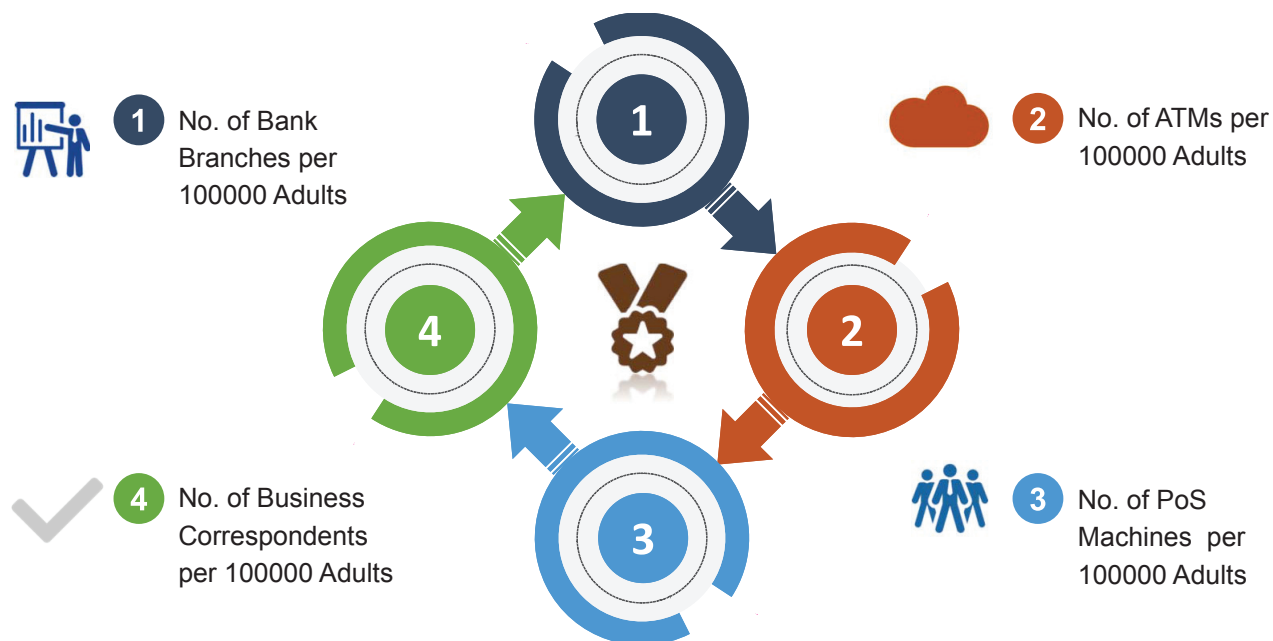 1
1
No. of Bank
Branches per
100000 Adults
2
No. of ATMs per
100000 Adults
4
2
4
No. of Business
Correspondents
per 100000 Adults
3
3
No. of PoS
Machines per
100000 Adults